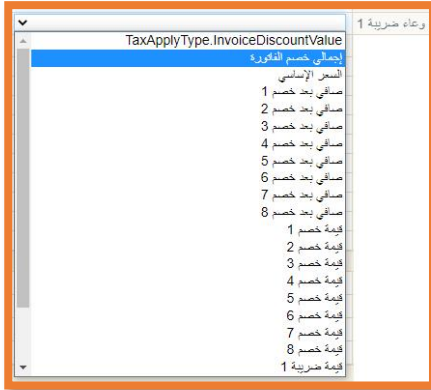 وعاء ضريبة 1
TaxApplyType.InvoiceDiscountValue
إجمالي خصم الفاتورة
السعر الإساسي
صافي بعد خصم 1
صافي بعد خصم 2
صافي بعد خصم 3
صافي بعد خصم 4
صافي بعد خصم 5
صافي بعد خصم 6
صافي بعد خصم 7
صافي بعد خصم 8
قيمة خصم 1
قيمة خصم 2
قيمة خصم 3
قيمة خصم 4
قيمة خصم 5
قيمة خصم 6
قيمة خصم 7
قيمة خصم 8
قيمة ضريبة 1